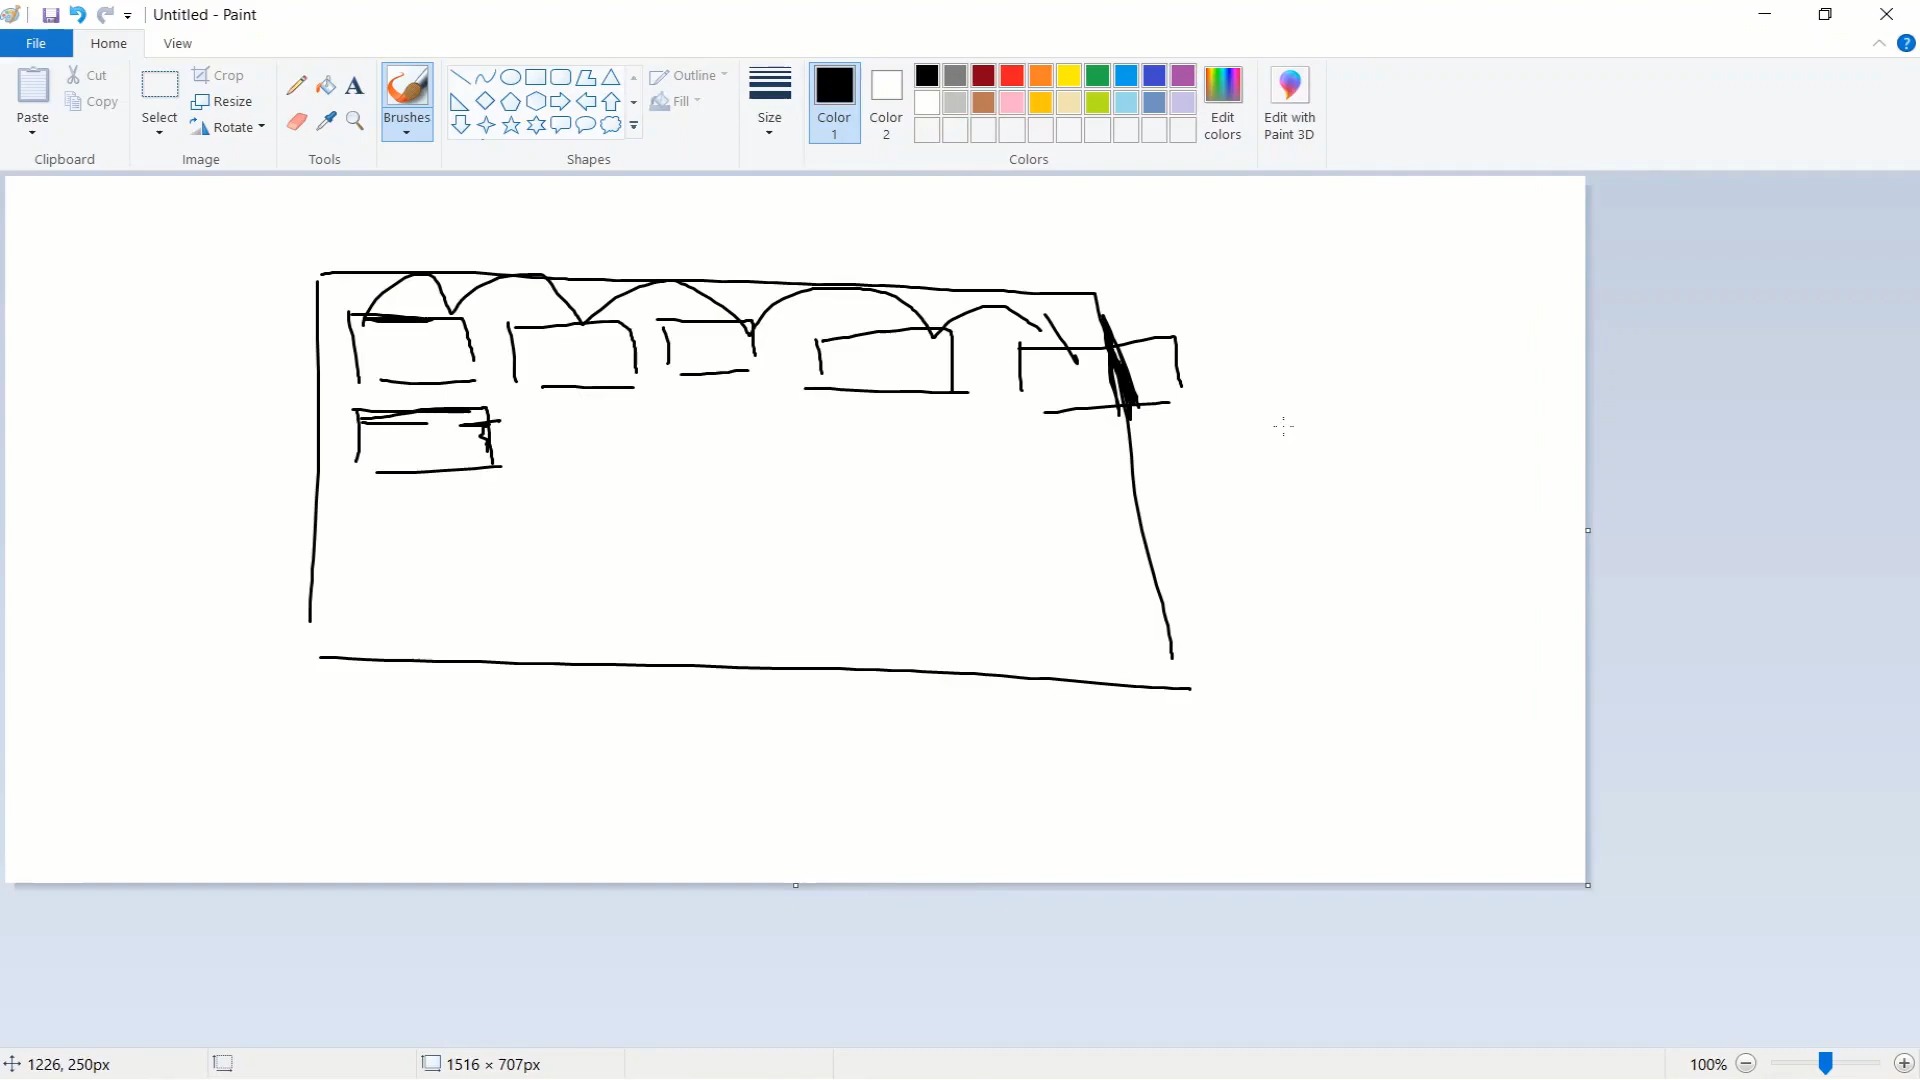 Untitled - Paint
File
Home
View
Paste
Cut
Copy
Clipboard
Select
Crop
Resize
Rotate
Image
A
Tools
Brushes
Outline
Fill
Shapes
Size
Color 1
Color 2
Edit colors
Edit with Paint 3D
Colors
?
1226, 250px
1516 × 707px
100%